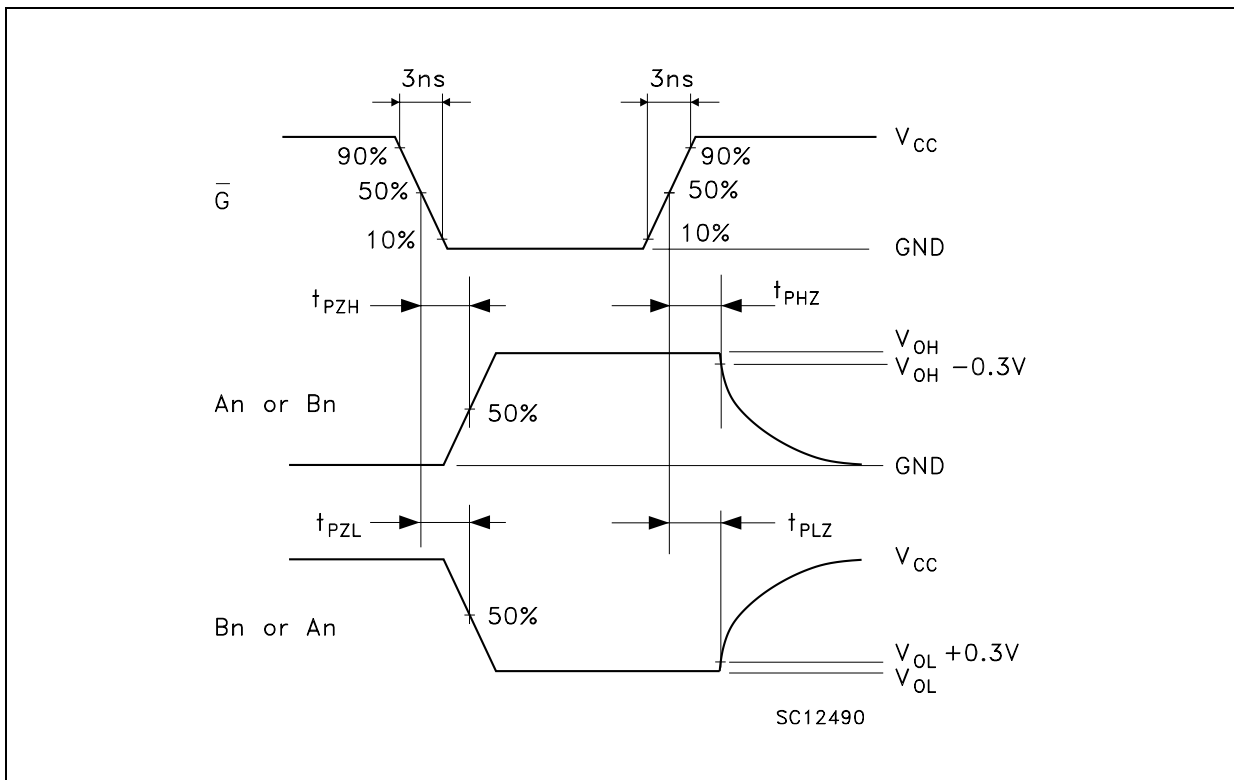 3ns 3ns
V_CC
90% 90%
50% 50%
G̅
10% 10%
GND
t_PZH t_PHZ
V_OH
V_OH −0.3V
An or Bn
50%
GND
t_PZL t_PLZ
V_CC
50%
Bn or An
V_OL +0.3V
V_OL
SC12490